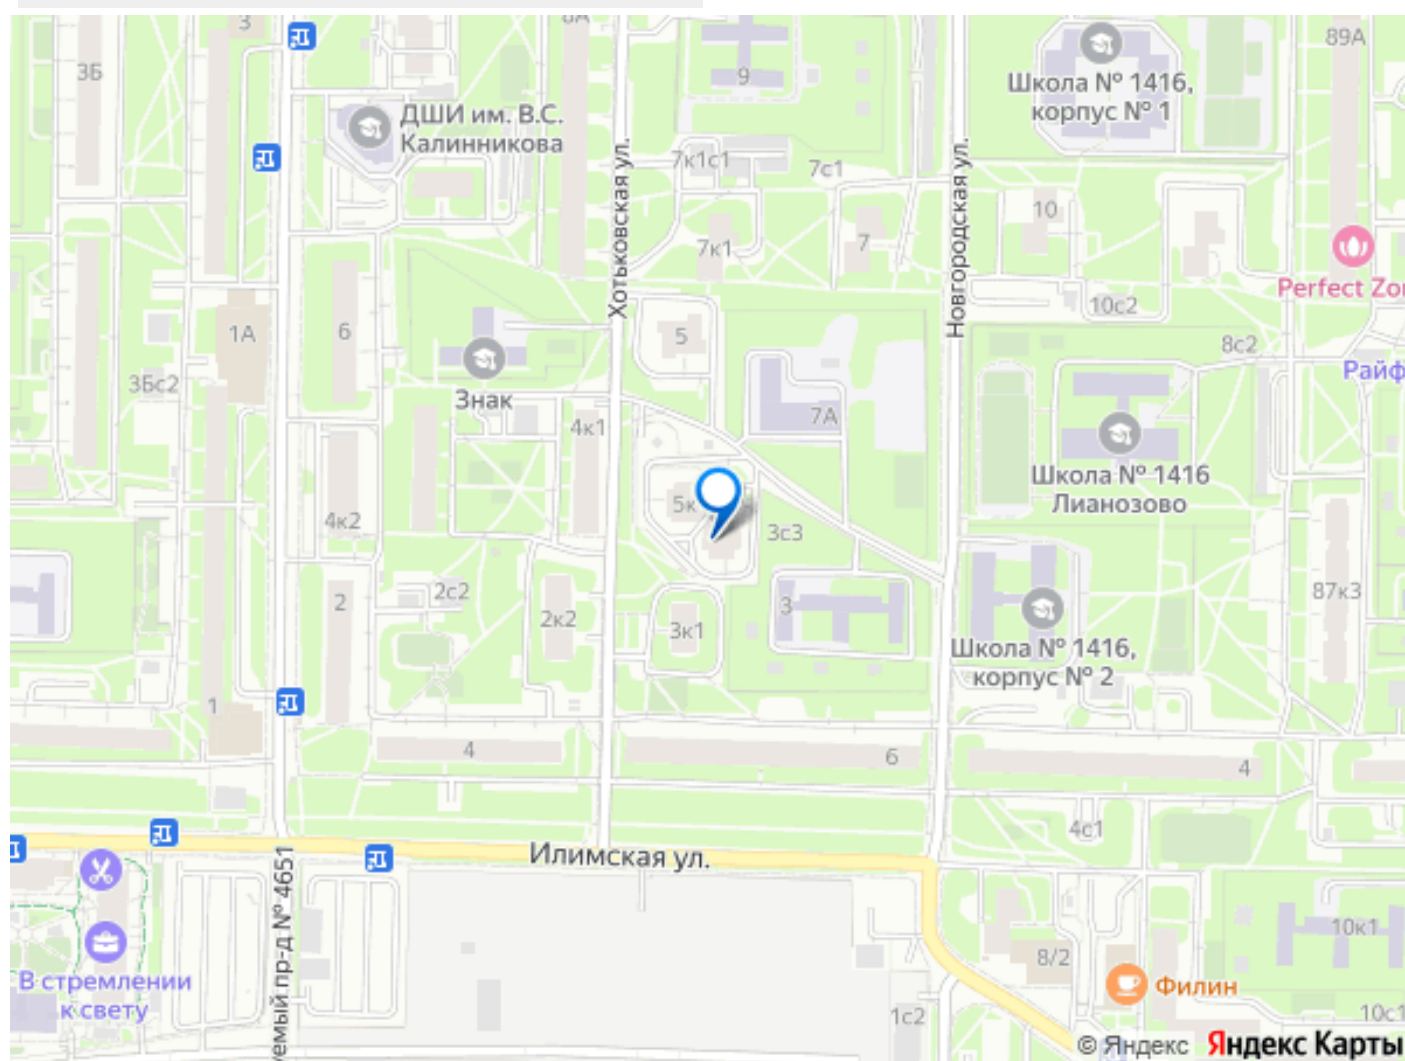 3
8А
9
89А
3Б
Школа № 1416,
корпус № 1
ДШИ им. В.С.
Калинникова
Хотьковская ул.
7к1с1
7с1
Новгородская ул.
10
7к1
7
Perfect Zo
10с2
1А
6
5
8с2
3Бс2
Райф
Знак
7А
4к1
Школа № 1416
Лианозово
5к
4к2
3с3
2с2
2
2к2
3
3к1
87к3
Школа № 1416,
корпус № 2
1
4
6
4
4с1
Илимская ул.
емый пр-д № 4651
10к1
8/2
В стремлении
к свету
Филин
1с2
10с1
© Яндекс Яндекс Карты